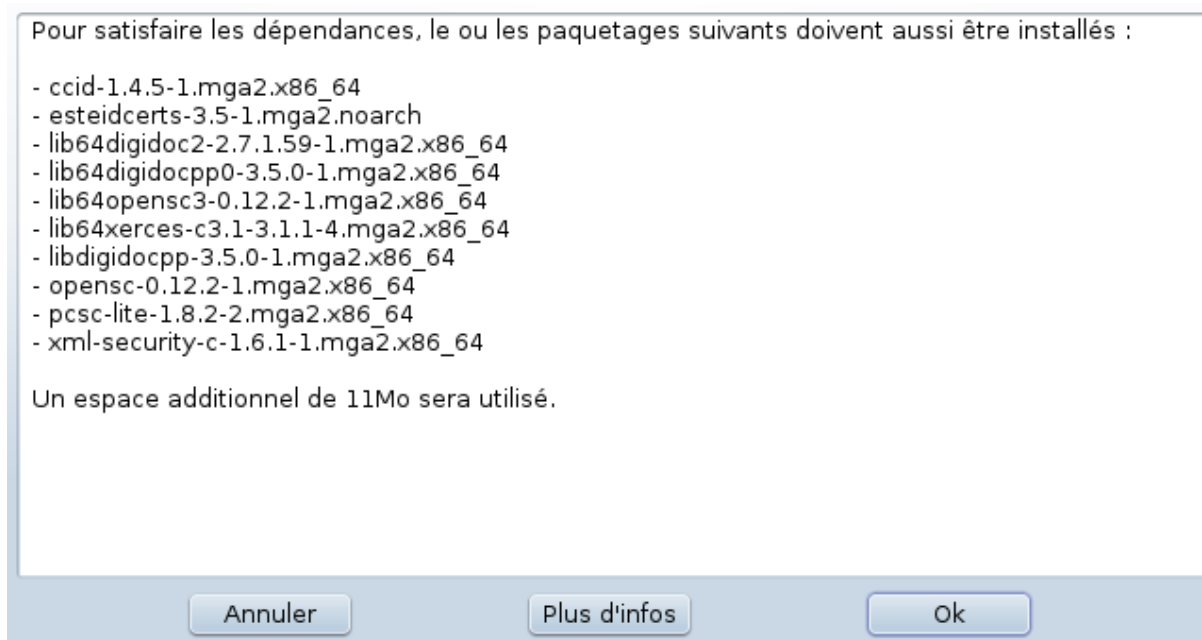 Pour satisfaire les dépendances, le ou les paquetages suivants doivent aussi être installés :
- ccid-1.4.5-1.mga2.x86_64
- esteidcerts-3.5-1.mga2.noarch
- lib64digidoc2-2.7.1.59-1.mga2.x86_64
- lib64digidocpp0-3.5.0-1.mga2.x86_64
- lib64opensc3-0.12.2-1.mga2.x86_64
- lib64xerces-c3.1-3.1.1-4.mga2.x86_64
- libdigidocpp-3.5.0-1.mga2.x86_64
- opensc-0.12.2-1.mga2.x86_64
- pcsc-lite-1.8.2-2.mga2.x86_64
- xml-security-c-1.6.1-1.mga2.x86_64
Un espace additionnel de 11Mo sera utilisé.
Annuler Plus d'infos Ok